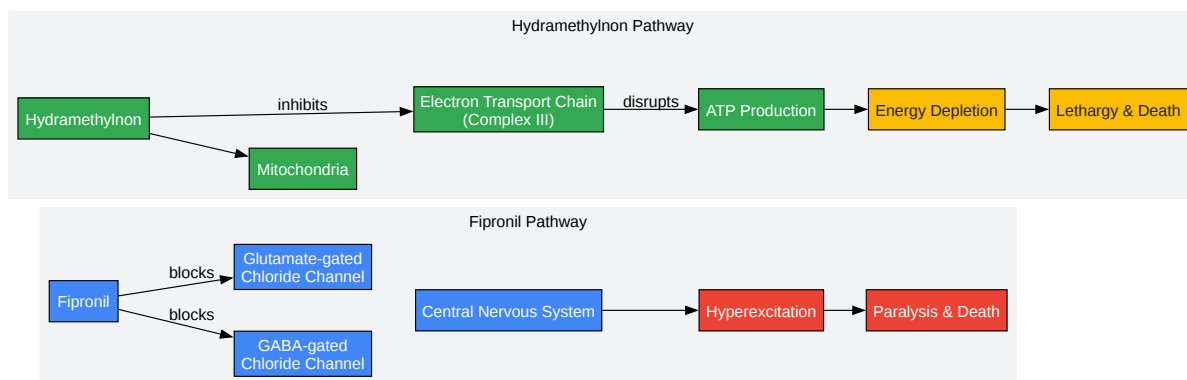 Hydramethylnon Pathway
Hydramethylnon
inhibits
Electron Transport Chain
(Complex III)
disrupts
ATP Production
Energy Depletion
Lethargy & Death
Mitochondria
Fipronil Pathway
Fipronil
blocks
Glutamate-gated
Chloride Channel
blocks
GABA-gated
Chloride Channel
Central Nervous System
Hyperexcitation
Paralysis & Death